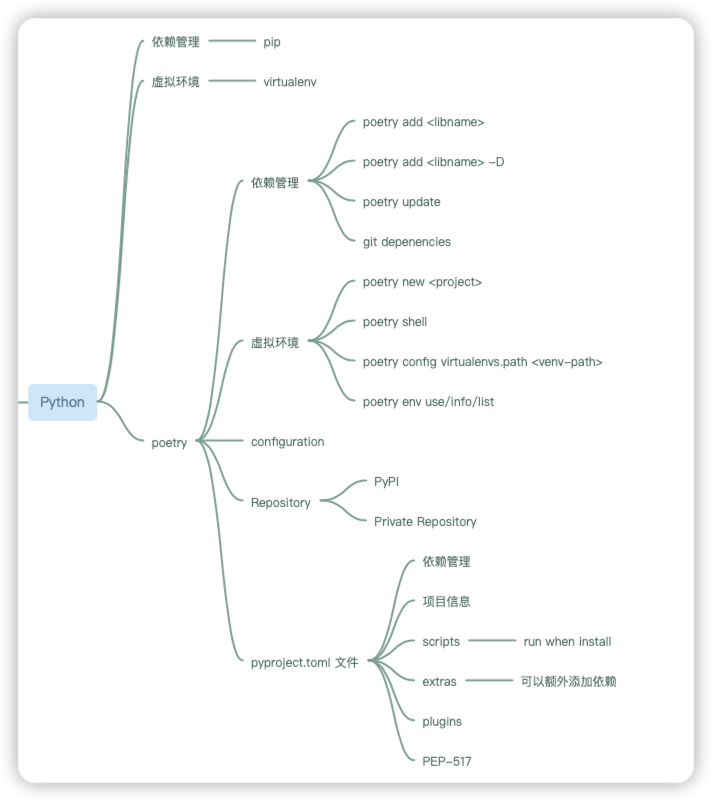 依赖管理
pip
虚拟环境
virtualenv
poetry add <libname>
poetry add <libname> -D
依赖管理
poetry update
git depenencies
poetry new <project>
poetry shell
虚拟环境
poetry config virtualenvs.path <venv-path>
poetry env use/info/list
Python
poetry
configuration
PyPI
Repository
Private Repository
依赖管理
项目信息
scripts
run when install
pyproject.toml 文件
extras
可以额外添加依赖
plugins
PEP-517